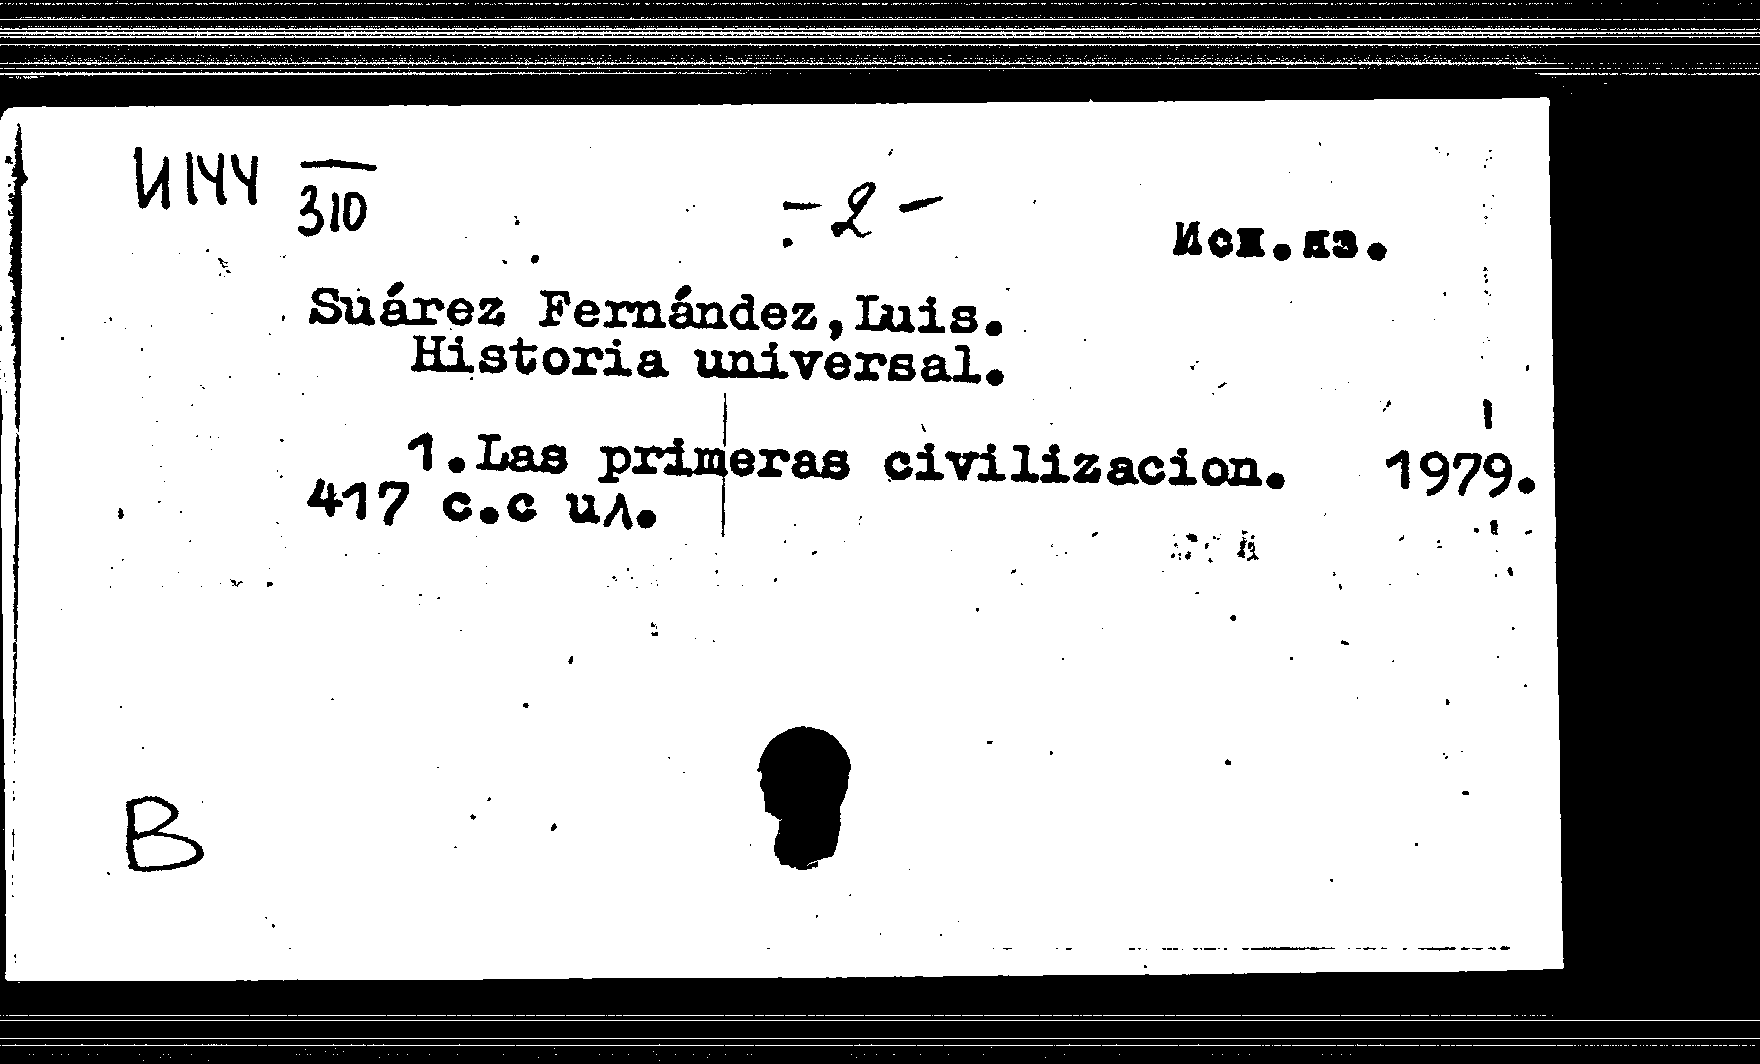 И144 310
- 2 -
Исп.яз.
Suárez Fernández,Luis.
Historia universal.
1.Las primeras civilizacion. 1979.
417 с.с ил.
В